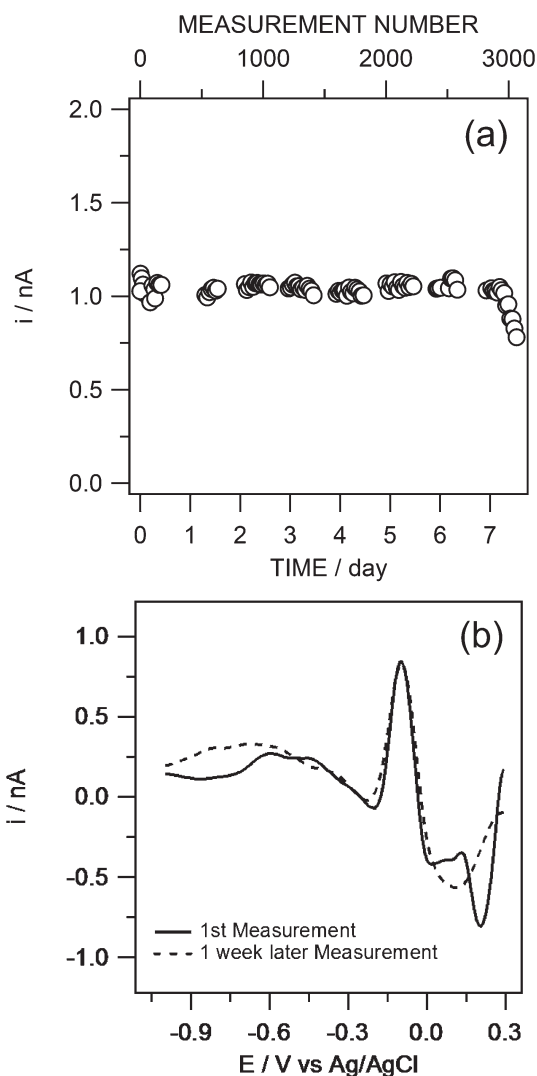 MEASUREMENT NUMBER
0 1000 2000 3000
(a)
2.0
1.5
1.0
0.5
0.0
i / nA
0 1 2 3 4 5 6 7
TIME / day
(b)
1.0
0.5
0.0
-0.5
-1.0
i / nA
1st Measurement
1 week later Measurement
-0.9 -0.6 -0.3 0.0 0.3
E / V vs Ag/AgCl